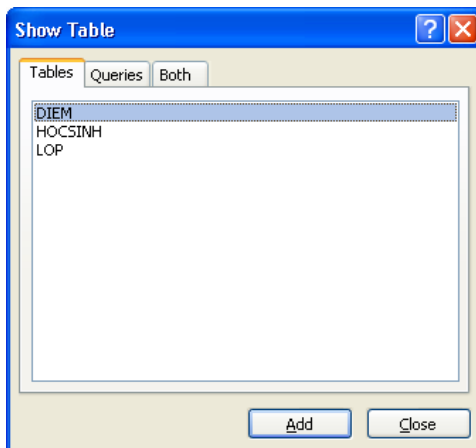 Show Table
Tables Queries Both
DIEM
HOCSINH
LOP
Add Close